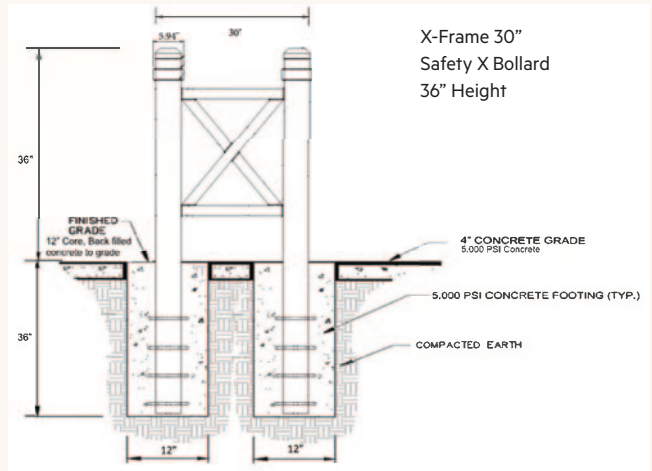 30"
5.94"
X-Frame 30"
Safety X Bollard
36" Height
36"
FINISHED
GRADE
12" Core, Back filled
concrete to grade
4" CONCRETE GRADE
5,000 PSI Concrete
5,000 PSI CONCRETE FOOTING (TYP.)
36"
COMPACTED EARTH
12"
12"